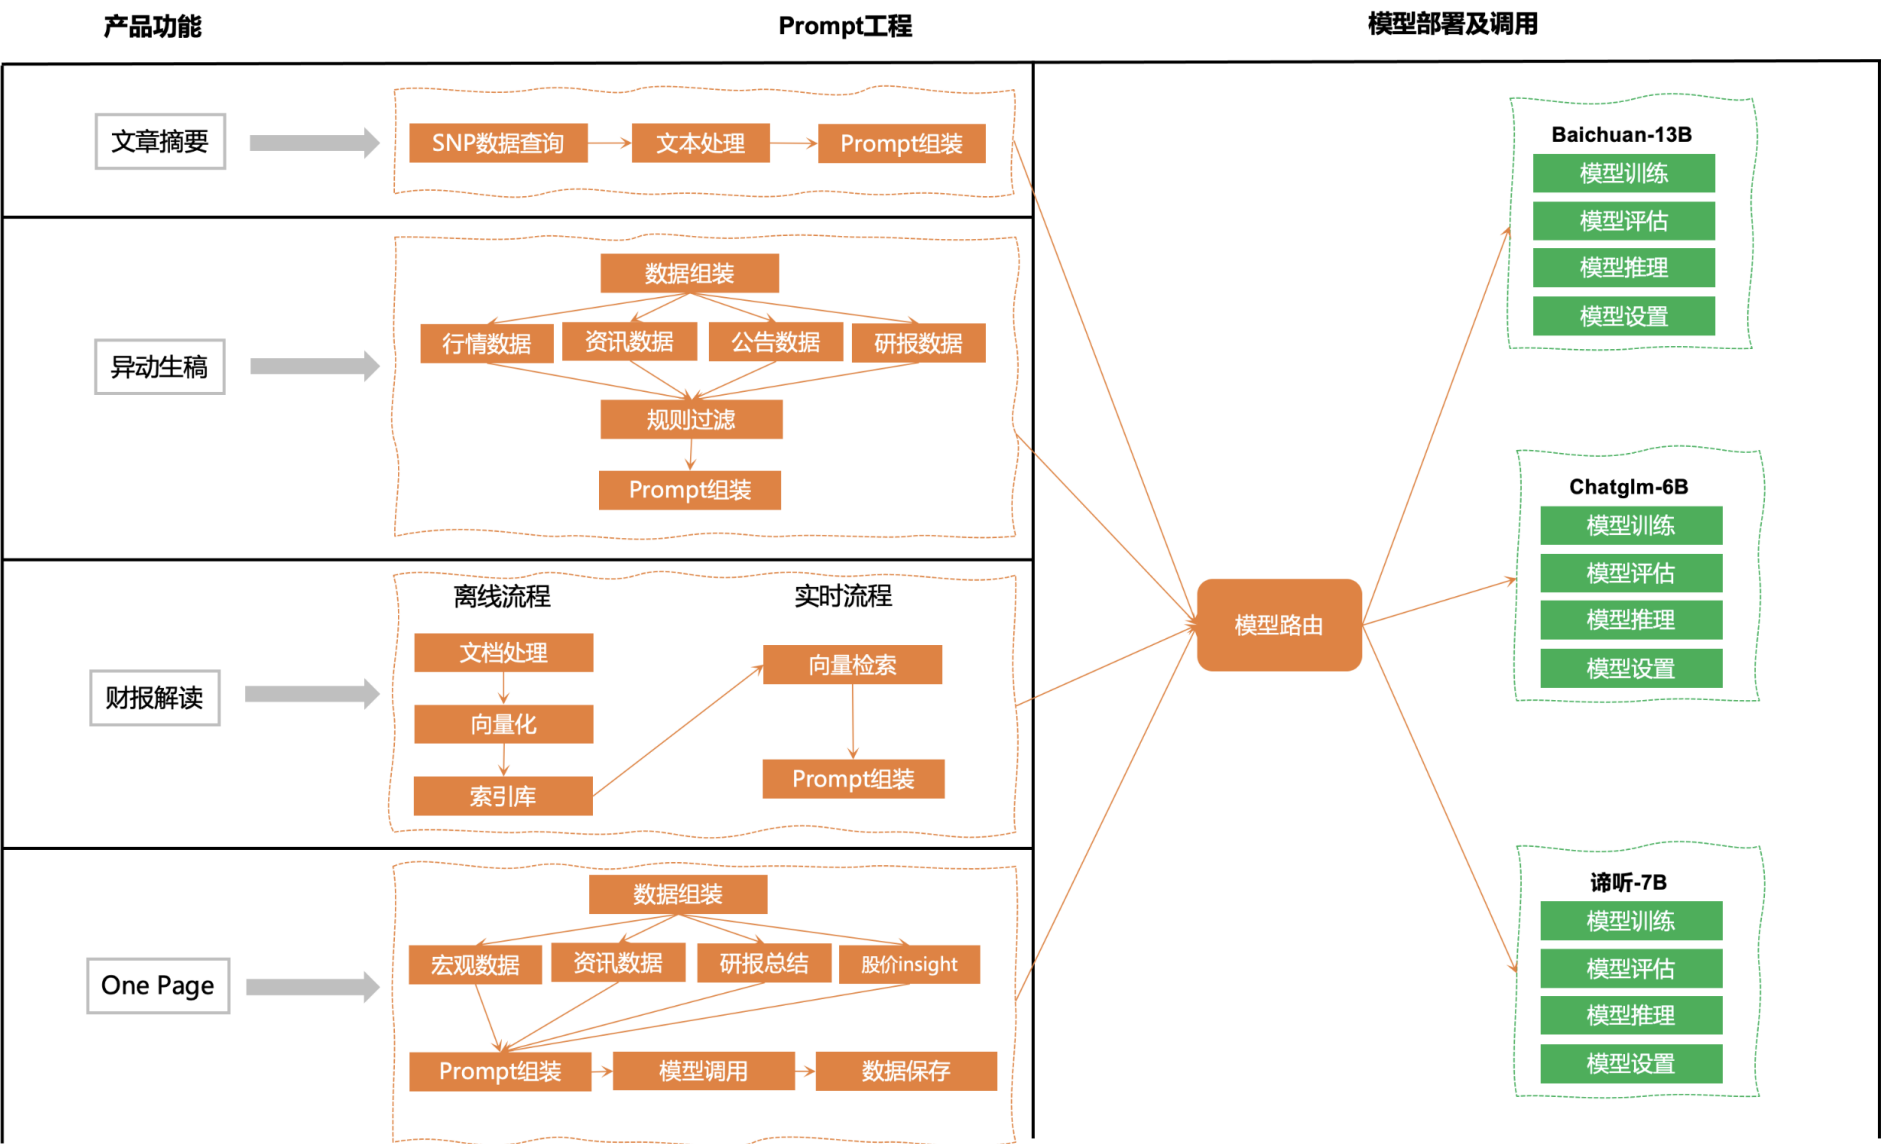 产品功能
Prompt工程
模型部署及调用
文章摘要
SNP数据查询
文本处理
Prompt组装
异动生稿
数据组装
行情数据
资讯数据
公告数据
研报数据
规则过滤
Prompt组装
财报解读
离线流程
实时流程
文档处理
向量化
索引库
向量检索
Prompt组装
One Page
数据组装
宏观数据
资讯数据
研报总结
股价insight
Prompt组装
模型调用
数据保存
模型路由
Baichuan-13B
模型训练
模型评估
模型推理
模型设置
Chatglm-6B
模型训练
模型评估
模型推理
模型设置
谛听-7B
模型训练
模型评估
模型推理
模型设置